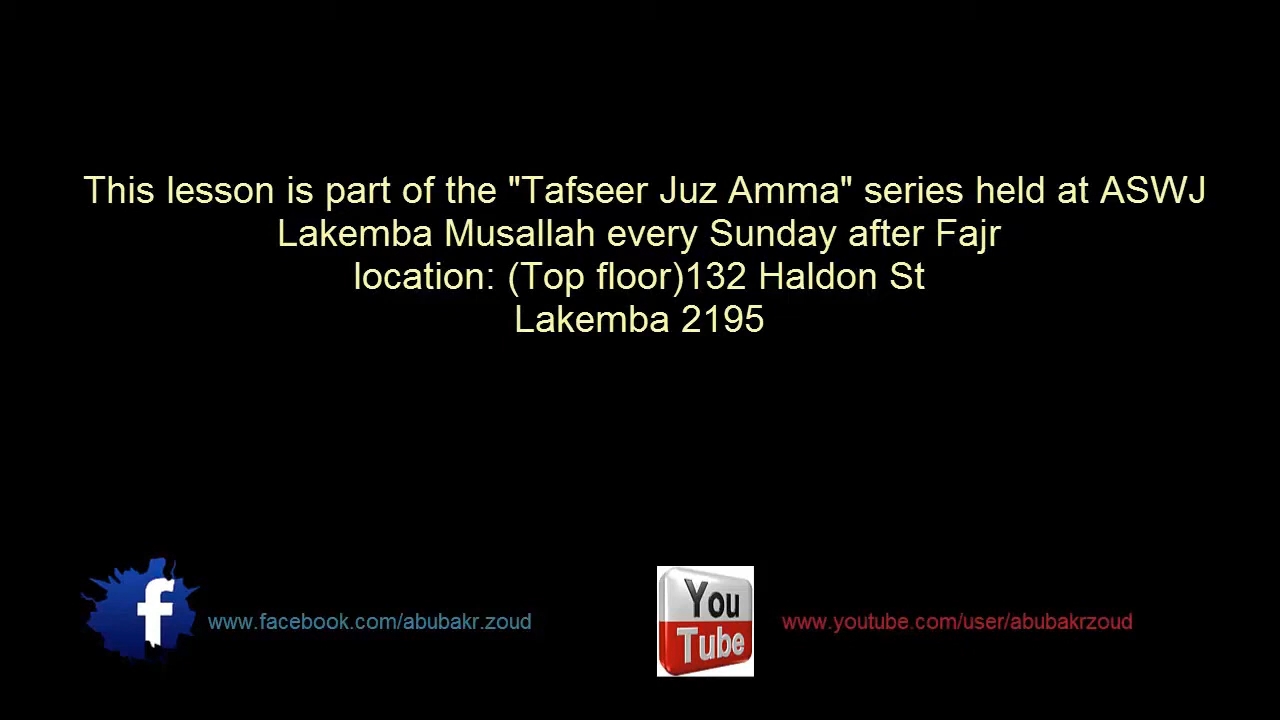 This lesson is part of the "Tafseer Juz Amma" series held at ASWJ
Lakemba Musallah every Sunday after Fajr
location: (Top floor)132 Haldon St
Lakemba 2195
f
www.facebook.com/abubakr.zoud
You
Tube
www.youtube.com/user/abubakrzoud